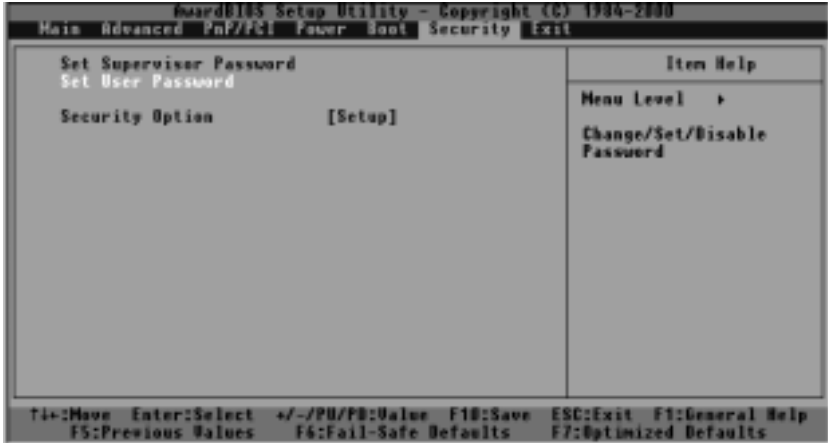 AwardBIOS Setup Utility - Copyright (C) 1984-2000
Main Advanced PnP/PCI Power Boot Security Exit
Set Supervisor Password
Set User Password
Security Option [Setup]
Item Help
Menu Level ▸
Change/Set/Disable
Password
↑↓←:Move Enter:Select +/-/PU/PD:Value F10:Save ESC:Exit F1:General Help
F5:Previous Values F6:Fail-Safe Defaults F7:Optimized Defaults